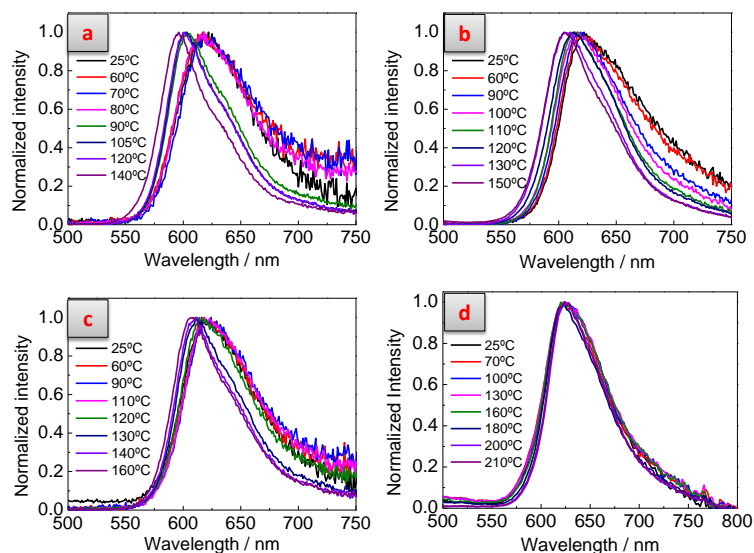 a
Normalized intensity
1.0
0.8
0.6
0.4
0.2
0.0
25ºC
60ºC
70ºC
80ºC
90ºC
105ºC
120ºC
140ºC
500 550 600 650 700 750
Wavelength / nm
b
Normalized intensity
1.0
0.8
0.6
0.4
0.2
0.0
25ºC
60ºC
90ºC
100ºC
110ºC
120ºC
130ºC
150ºC
500 550 600 650 700 750
Wavelength / nm
c
Normalized intensity
1.0
0.8
0.6
0.4
0.2
0.0
25ºC
60ºC
90ºC
110ºC
120ºC
130ºC
140ºC
160ºC
500 550 600 650 700 750
Wavelength / nm
d
Normalized Intensity
1.0
0.8
0.6
0.4
0.2
0.0
25ºC
70ºC
100ºC
130ºC
160ºC
180ºC
200ºC
210ºC
500 550 600 650 700 750 800
Wavelength / nm